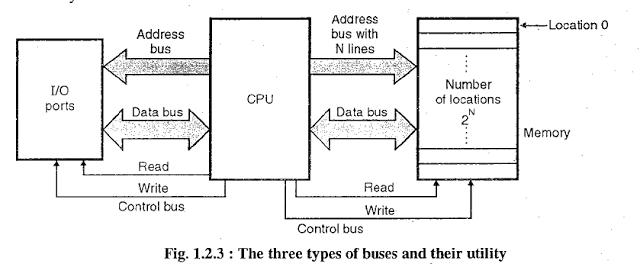 Address
bus
Address
bus with
N lines
Location 0
I/O
ports
CPU
Number
of locations
2^N
Data bus
Data bus
Memory
Read
Write
Control bus
Read
Write
Control bus
Fig. 1.2.3 : The three types of buses and their utility